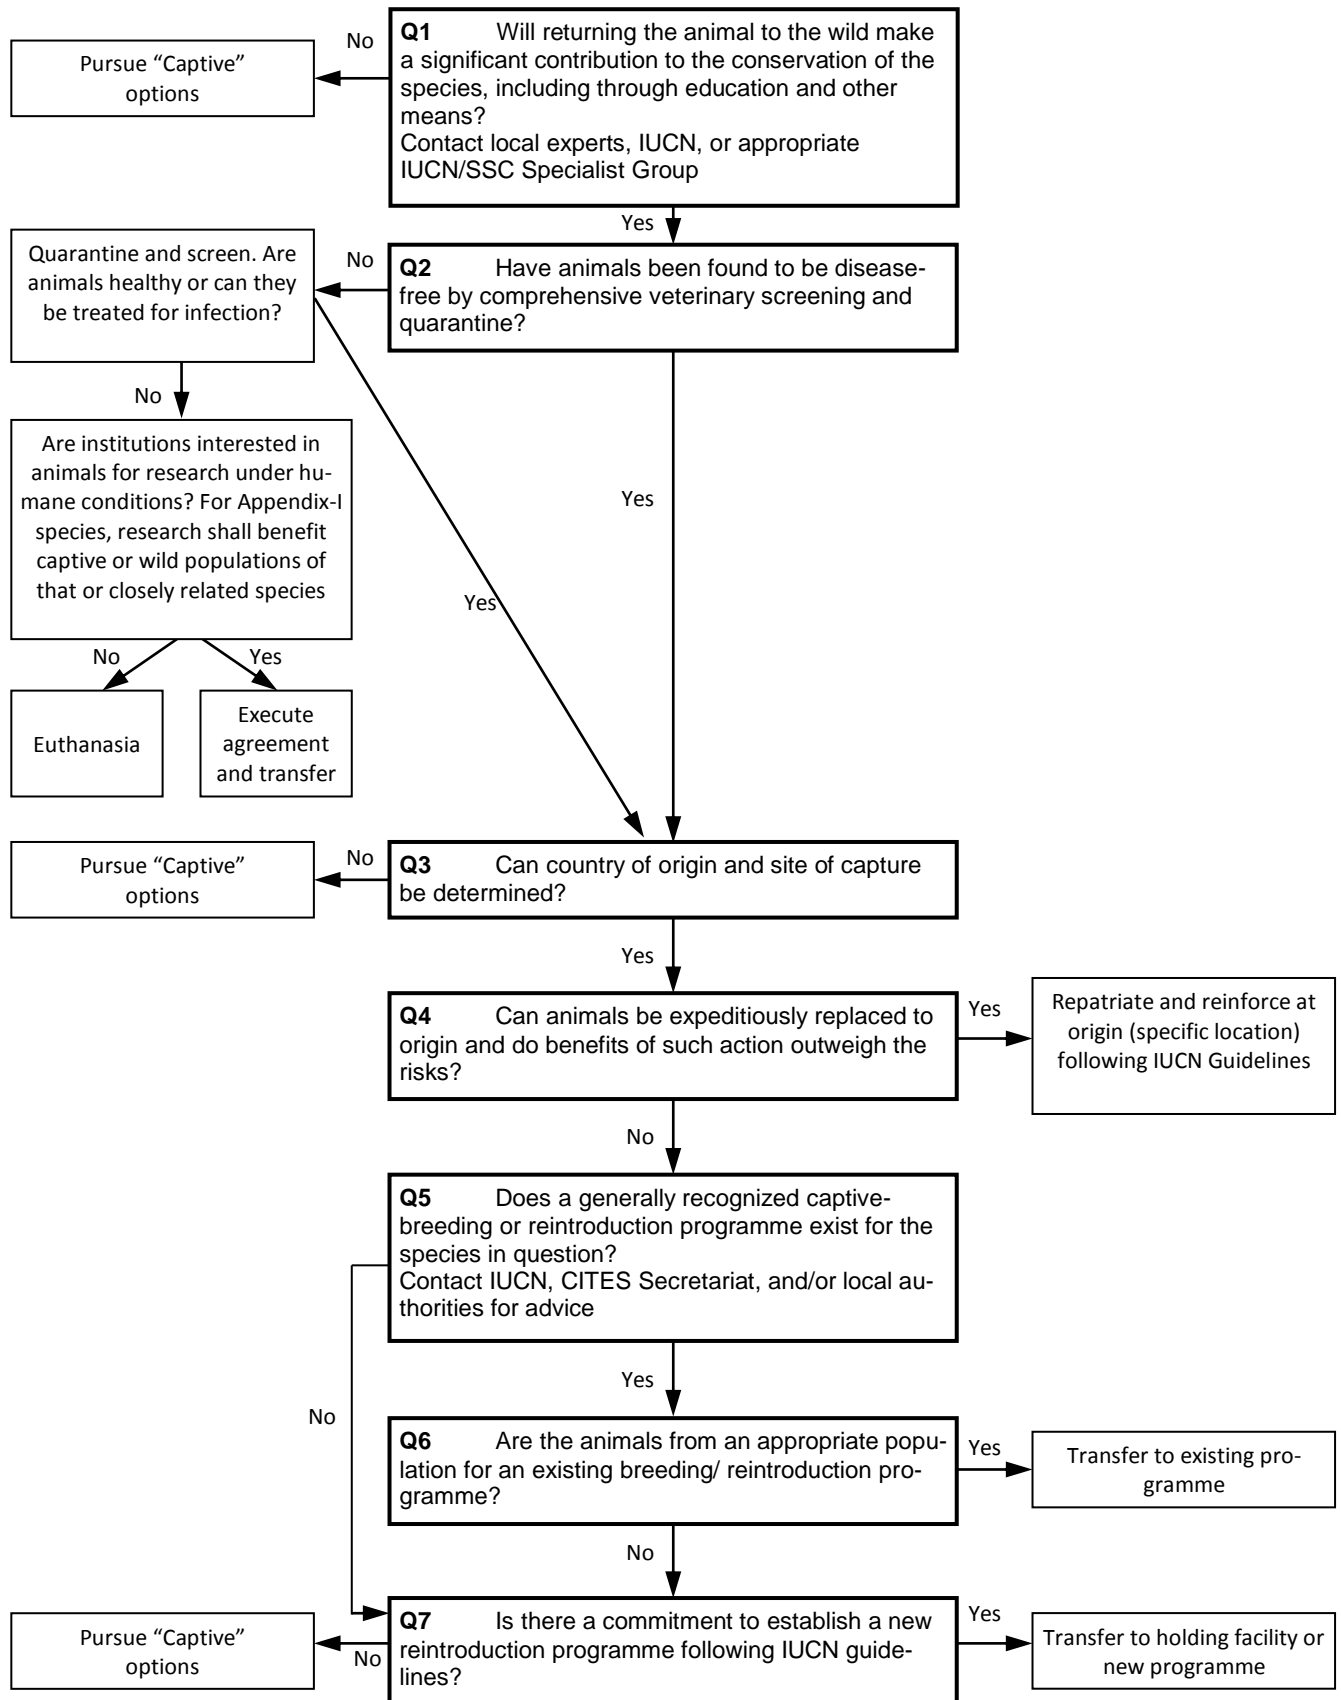 No
Pursue “Captive”
options
Q1 Will returning the animal to the wild make
a significant contribution to the conservation of the
species, including through education and other
means?
Contact local experts, IUCN, or appropriate
IUCN/SSC Specialist Group
Yes
Quarantine and screen. Are
animals healthy or can they
be treated for infection?
No
Q2 Have animals been found to be disease-
free by comprehensive veterinary screening and
quarantine?
No
Are institutions interested in
animals for research under hu-
mane conditions? For Appendix-I
species, research shall benefit
captive or wild populations of
that or closely related species
Yes
Yes
No
Yes
Euthanasia
Execute
agreement
and transfer
Pursue “Captive”
options
No
Q3 Can country of origin and site of capture
be determined?
Yes
Q4 Can animals be expeditiously replaced to
origin and do benefits of such action outweigh the
risks?
Yes
Repatriate and reinforce at
origin (specific location)
following IUCN Guidelines
No
Q5 Does a generally recognized captive-
breeding or reintroduction programme exist for the
species in question?
Contact IUCN, CITES Secretariat, and/or local au-
thorities for advice
Yes
No
Q6 Are the animals from an appropriate popu-
lation for an existing breeding/ reintroduction pro-
gramme?
Yes
Transfer to existing pro-
gramme
No
Pursue “Captive”
options
No
Q7 Is there a commitment to establish a new
reintroduction programme following IUCN guide-
lines?
Yes
Transfer to holding facility or
new programme